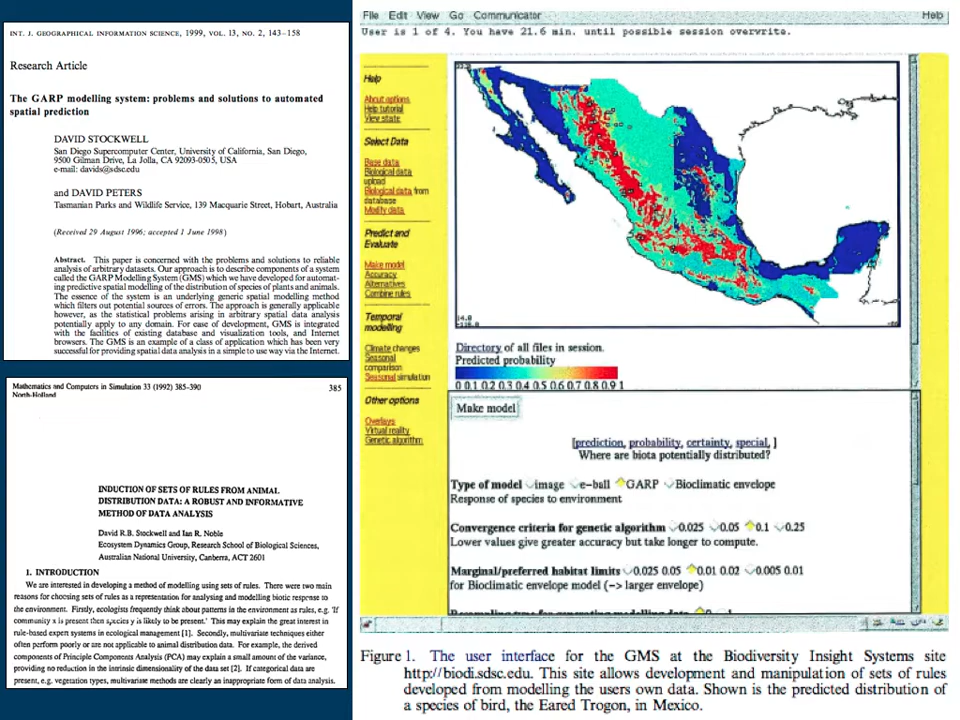 INT. J. GEOGRAPHICAL INFORMATION SCIENCE, 1999, VOL. 13, NO. 2, 143–158
Research Article
The GARP modelling system: problems and solutions to automated
spatial prediction
DAVID STOCKWELL
San Diego Supercomputer Center, University of California, San Diego,
9500 Gilman Drive, La Jolla, CA 92093-0505, USA
e-mail: davids@sdsc.edu
and DAVID PETERS
Tasmanian Parks and Wildlife Service, 139 Macquarie Street, Hobart, Australia
(Received 29 August 1996; accepted 1 June 1998)
Abstract. This paper is concerned with the problems and solutions to reliable
analysis of arbitrary datasets. Our approach is to describe components of a system
called the GARP Modelling System (GMS) which we have developed for automat-
ing predictive spatial modelling of the distribution of species of plants and animals.
The essence of the system is an underlying generic spatial modelling method
which filters out potential sources of errors. The approach is generally applicable
however, as the statistical problems arising in arbitrary spatial data analysis
potentially apply to any domain. For ease of development, GMS is integrated
with the facilities of existing database and visualization tools, and Internet
browsers. The GMS is an example of a class of application which has been very
successful for providing spatial data analysis in a simple to use way via the Internet.
Mathematics and Computers in Simulation 33 (1992) 385-390
385
North-Holland
INDUCTION OF SETS OF RULES FROM ANIMAL
DISTRIBUTION DATA: A ROBUST AND INFORMATIVE
METHOD OF DATA ANALYSIS
David R.B. Stockwell and Ian R. Noble
Ecosystem Dynamics Group, Research School of Biological Sciences,
Australian National University, Canberra, ACT 2601
1. INTRODUCTION
We are interested in developing a method of modelling using sets of rules. There were two main
reasons for choosing sets of rules as a representation for analysing and modelling biotic response to
the environment. Firstly, ecologists frequently think about patterns in the environment as rules, e.g. 'If
community x is present then species y is likely to be present.' This may explain the great interest in
rule-based expert systems in ecological management [1]. Secondly, multivariate techniques either
often perform poorly or are not applicable to animal distribution data. For example, the derived
components of Principle Components Analysis (PCA) may explain a small amount of the variance,
providing no reduction in the intrinsic dimensionality of the data set [2]. If categorical data are
present, e.g. vegetation types, multivariate methods are clearly an inappropriate form of data analysis.
File Edit View Go Communicator Help
User is 1 of 4. You have 21.6 min. until possible session overwrite.
Help
About options
Help tutorial
View state
Select Data
Base data
Biological data
upload
Biological data from
database
Modify data
Predict and
Evaluate
Make model
Accuracy
Alternatives
Combine rules
Temporal
modelling
Climate changes
Seasonal
comparison
Seasonal simulation
Other options
Overlays
Virtual reality
Genetic algorithm
14.0
-118.0
Directory of all files in session.
Predicted probability
0 0.1 0.2 0.3 0.4 0.5 0.6 0.7 0.8 0.9 1
Make model
[prediction, probability, certainty, special, ]
Where are biota potentially distributed?
Type of model image e-ball GARP Bioclimatic envelope
Response of species to environment
Convergence criteria for genetic algorithm 0.025 0.05 0.1 0.25
Lower values give greater accuracy but take longer to compute.
Marginal/preferred habitat limits 0.025 0.05 0.01 0.02 0.005 0.01
for Bioclimatic envelope model (-> larger envelope)
Figure 1. The user interface for the GMS at the Biodiversity Insight Systems site
http://biodi.sdsc.edu. This site allows development and manipulation of sets of rules
developed from modelling the users own data. Shown is the predicted distribution of
a species of bird, the Eared Trogon, in Mexico.